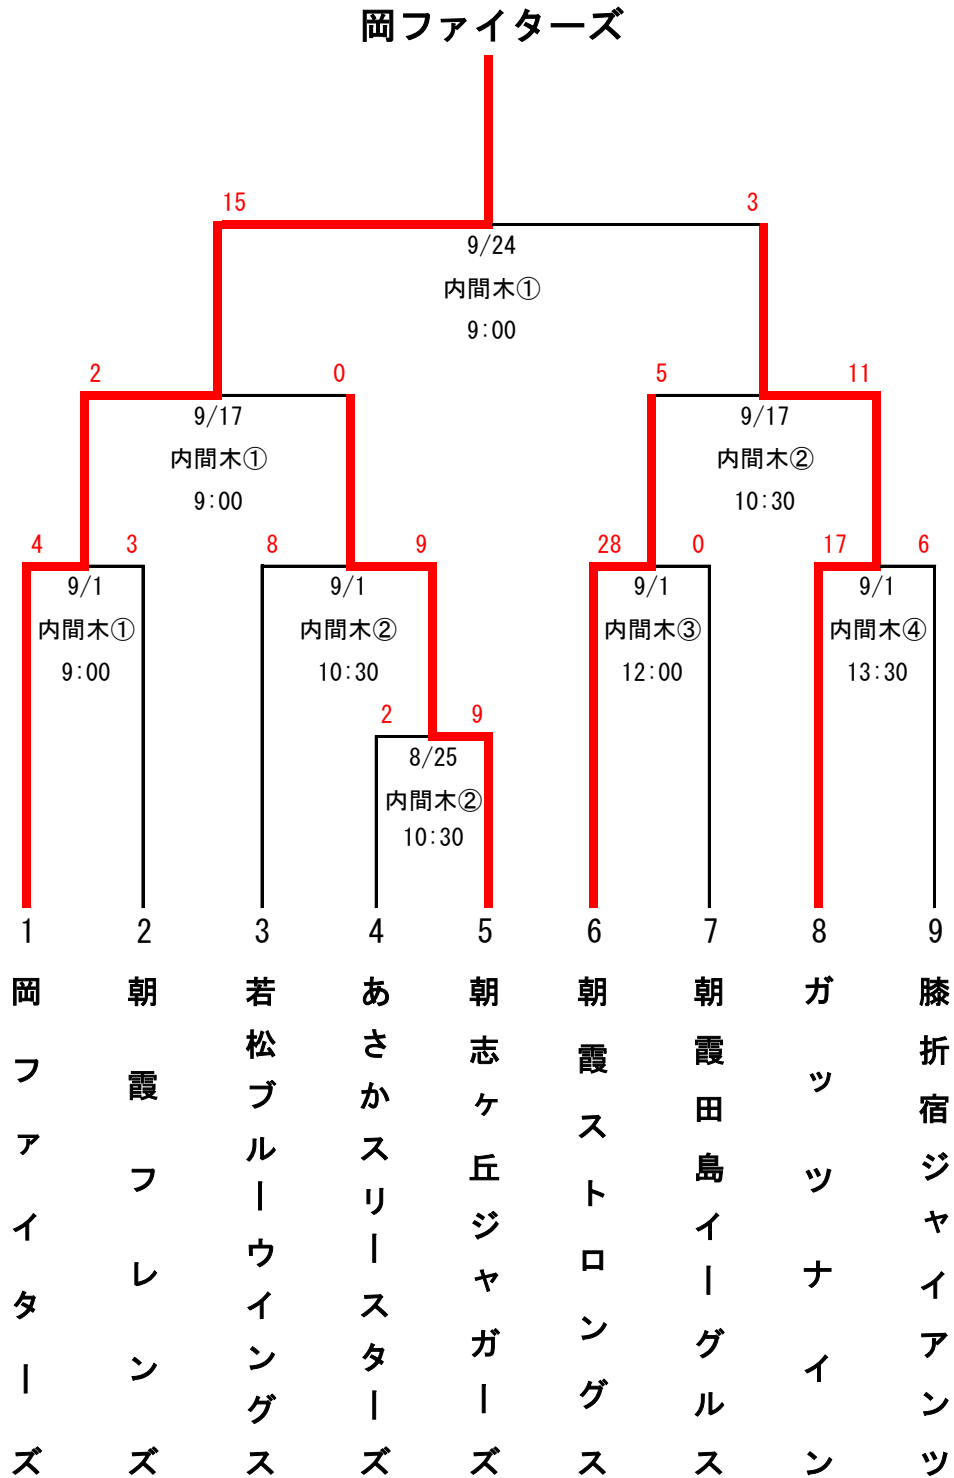 岡ファイターズ
15 3
9/24
内間木①
9:00
2 0 5 11
9/17 9/17
内間木① 内間木②
9:00 10:30
4 3 8 9 28 0 17 6
9/1 9/1 9/1 9/1
内間木① 内間木② 内間木③ 内間木④
9:00 10:30 12:00 13:30
2 9
8/25
内間木②
10:30
1 2 3 4 5 6 7 8 9
岡ファイターズ
朝霞フレンズ
若松ブルーウイングス
あさかスリースターズ
朝志ヶ丘ジャガーズ
朝霞ストロングス
朝霞田島イーグルス
ガッツナイン
膝折宿ジャイアンツ